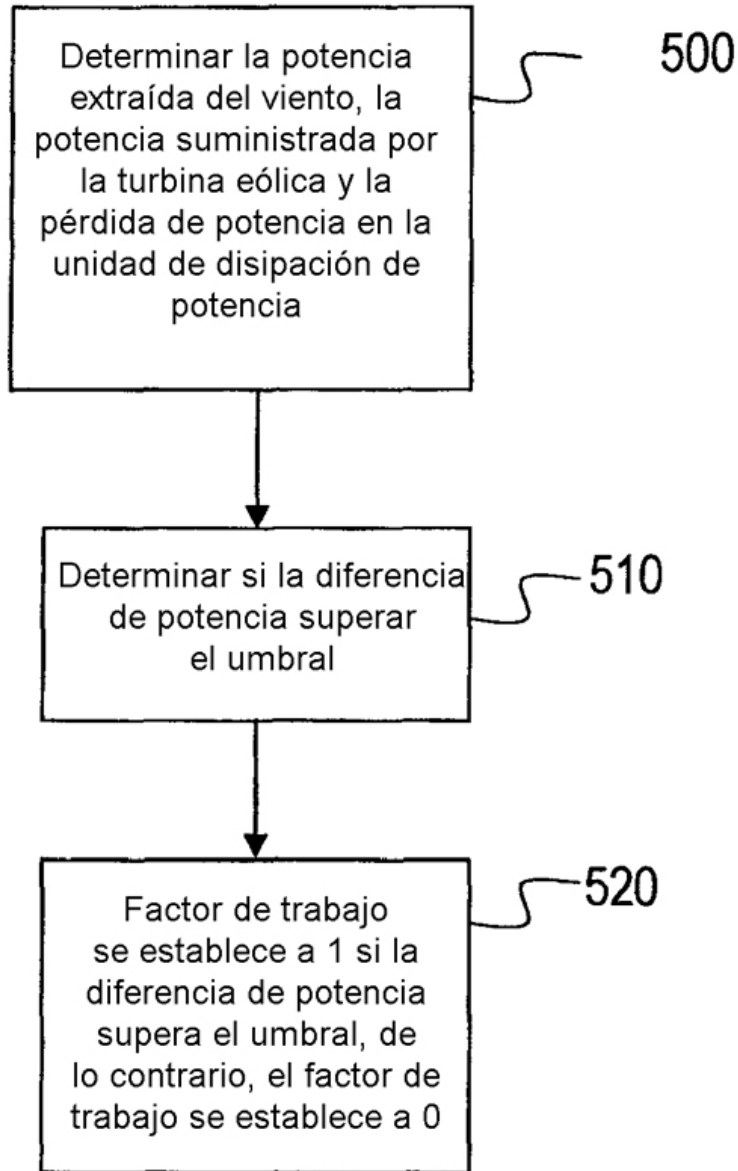 Determinar la potencia
extraída del viento, la
potencia suministrada por
la turbina eólica y la
pérdida de potencia en la
unidad de disipación de
potencia
500
Determinar si la diferencia
de potencia superar
el umbral
510
Factor de trabajo
se establece a 1 si la
diferencia de potencia
supera el umbral, de
lo contrario, el factor de
trabajo se establece a 0
520